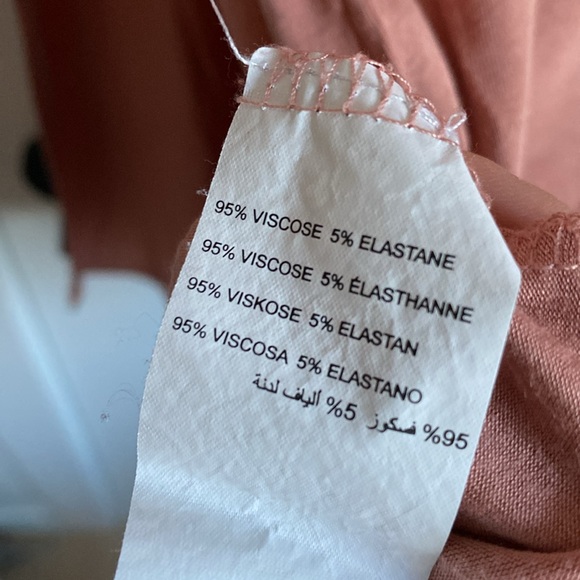 95% VISCOSE 5% ELASTANE
95% VISCOSE 5% ÉLASTHANNE
95% VISKOSE 5% ELASTAN
95% VISCOSA 5% ELASTANO
95% فسكوز 5% ألياف لدنة